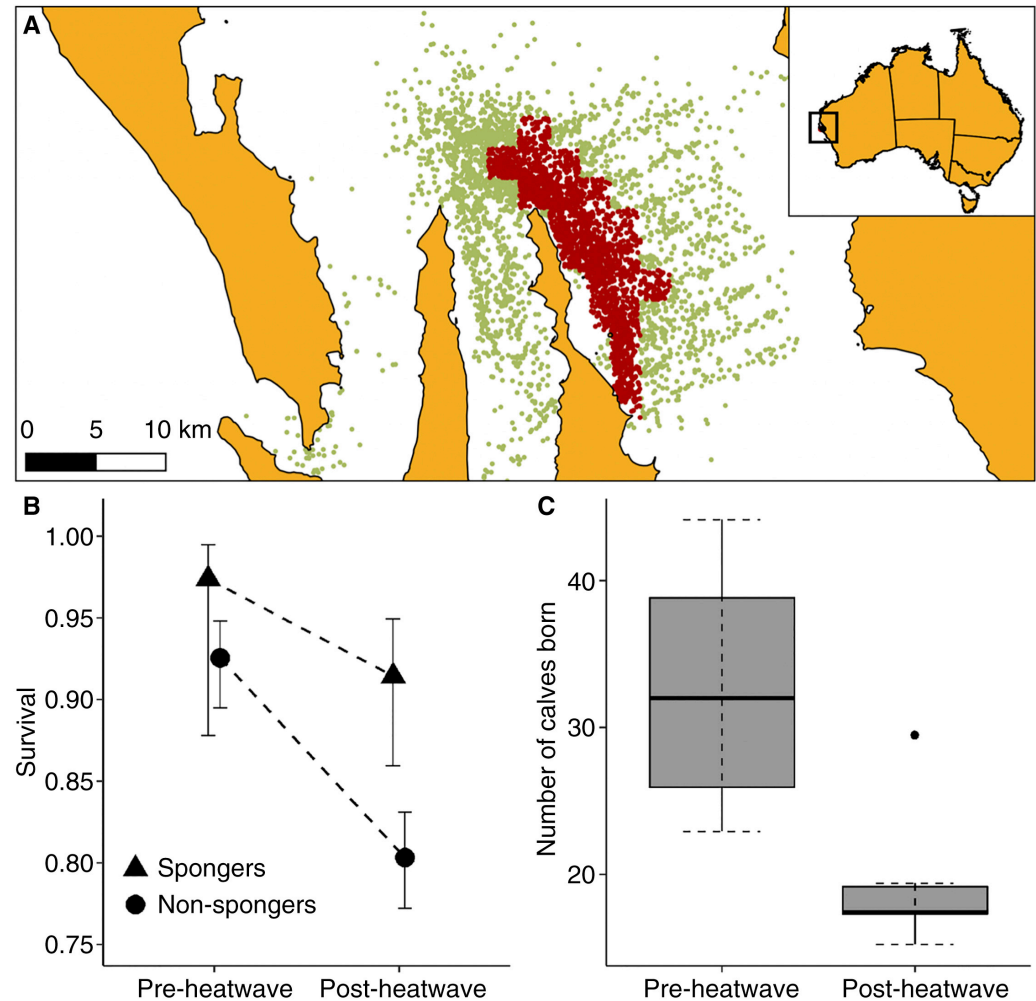 A
0 5 10 km
B
Survival
1.00
0.95
0.90
0.85
0.80
0.75
Spongers
Non-spongers
Pre-heatwave Post-heatwave
C
Number of calves born
40
30
20
Pre-heatwave Post-heatwave